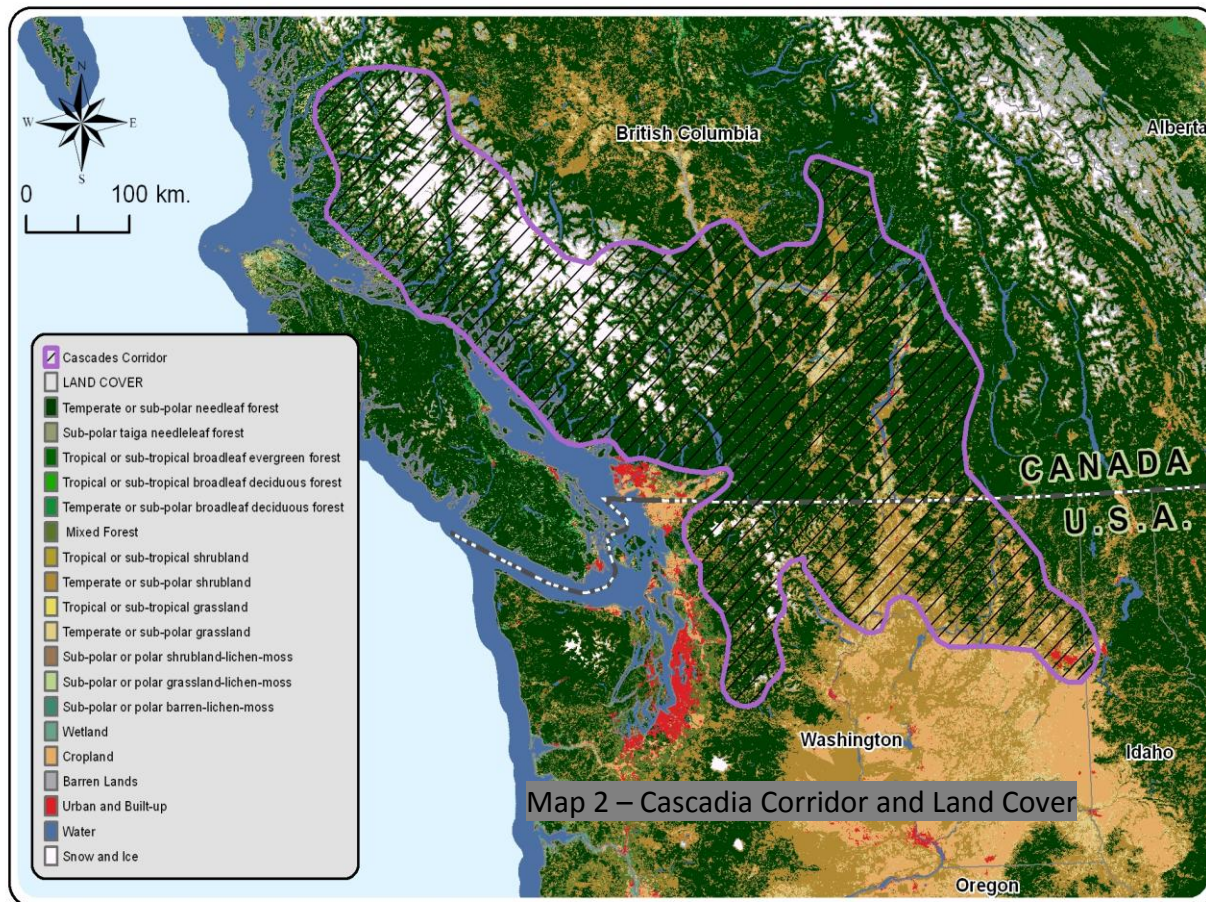 N
W
E
S
0
100 km.
British Columbia
Alberta
CANADA
U.S.A.
Washington
Idaho
Oregon
Cascades Corridor
LAND COVER
Temperate or sub-polar needleaf forest
Sub-polar taiga needleleaf forest
Tropical or sub-tropical broadleaf evergreen forest
Tropical or sub-tropical broadleaf deciduous forest
Temperate or sub-polar broadleaf deciduous forest
Mixed Forest
Tropical or sub-tropical shrubland
Temperate or sub-polar shrubland
Tropical or sub-tropical grassland
Temperate or sub-polar grassland
Sub-polar or polar shrubland-lichen-moss
Sub-polar or polar grassland-lichen-moss
Sub-polar or polar barren-lichen-moss
Wetland
Cropland
Barren Lands
Urban and Built-up
Water
Snow and Ice
Map 2 – Cascadia Corridor and Land Cover